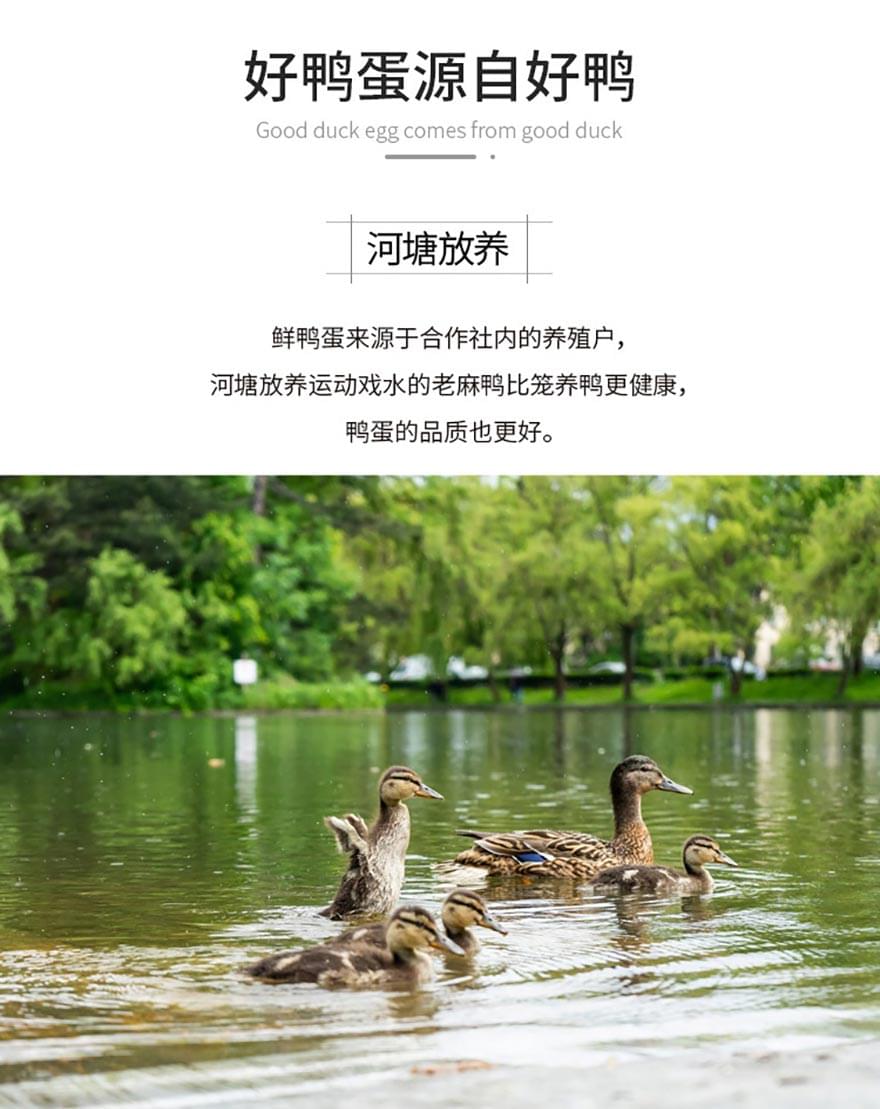 好鸭蛋源自好鸭
Good duck egg comes from good duck
河塘放养
鲜鸭蛋来源于合作社内的养殖户，
河塘放养运动戏水的老麻鸭比笼养鸭更健康，
鸭蛋的品质也更好。